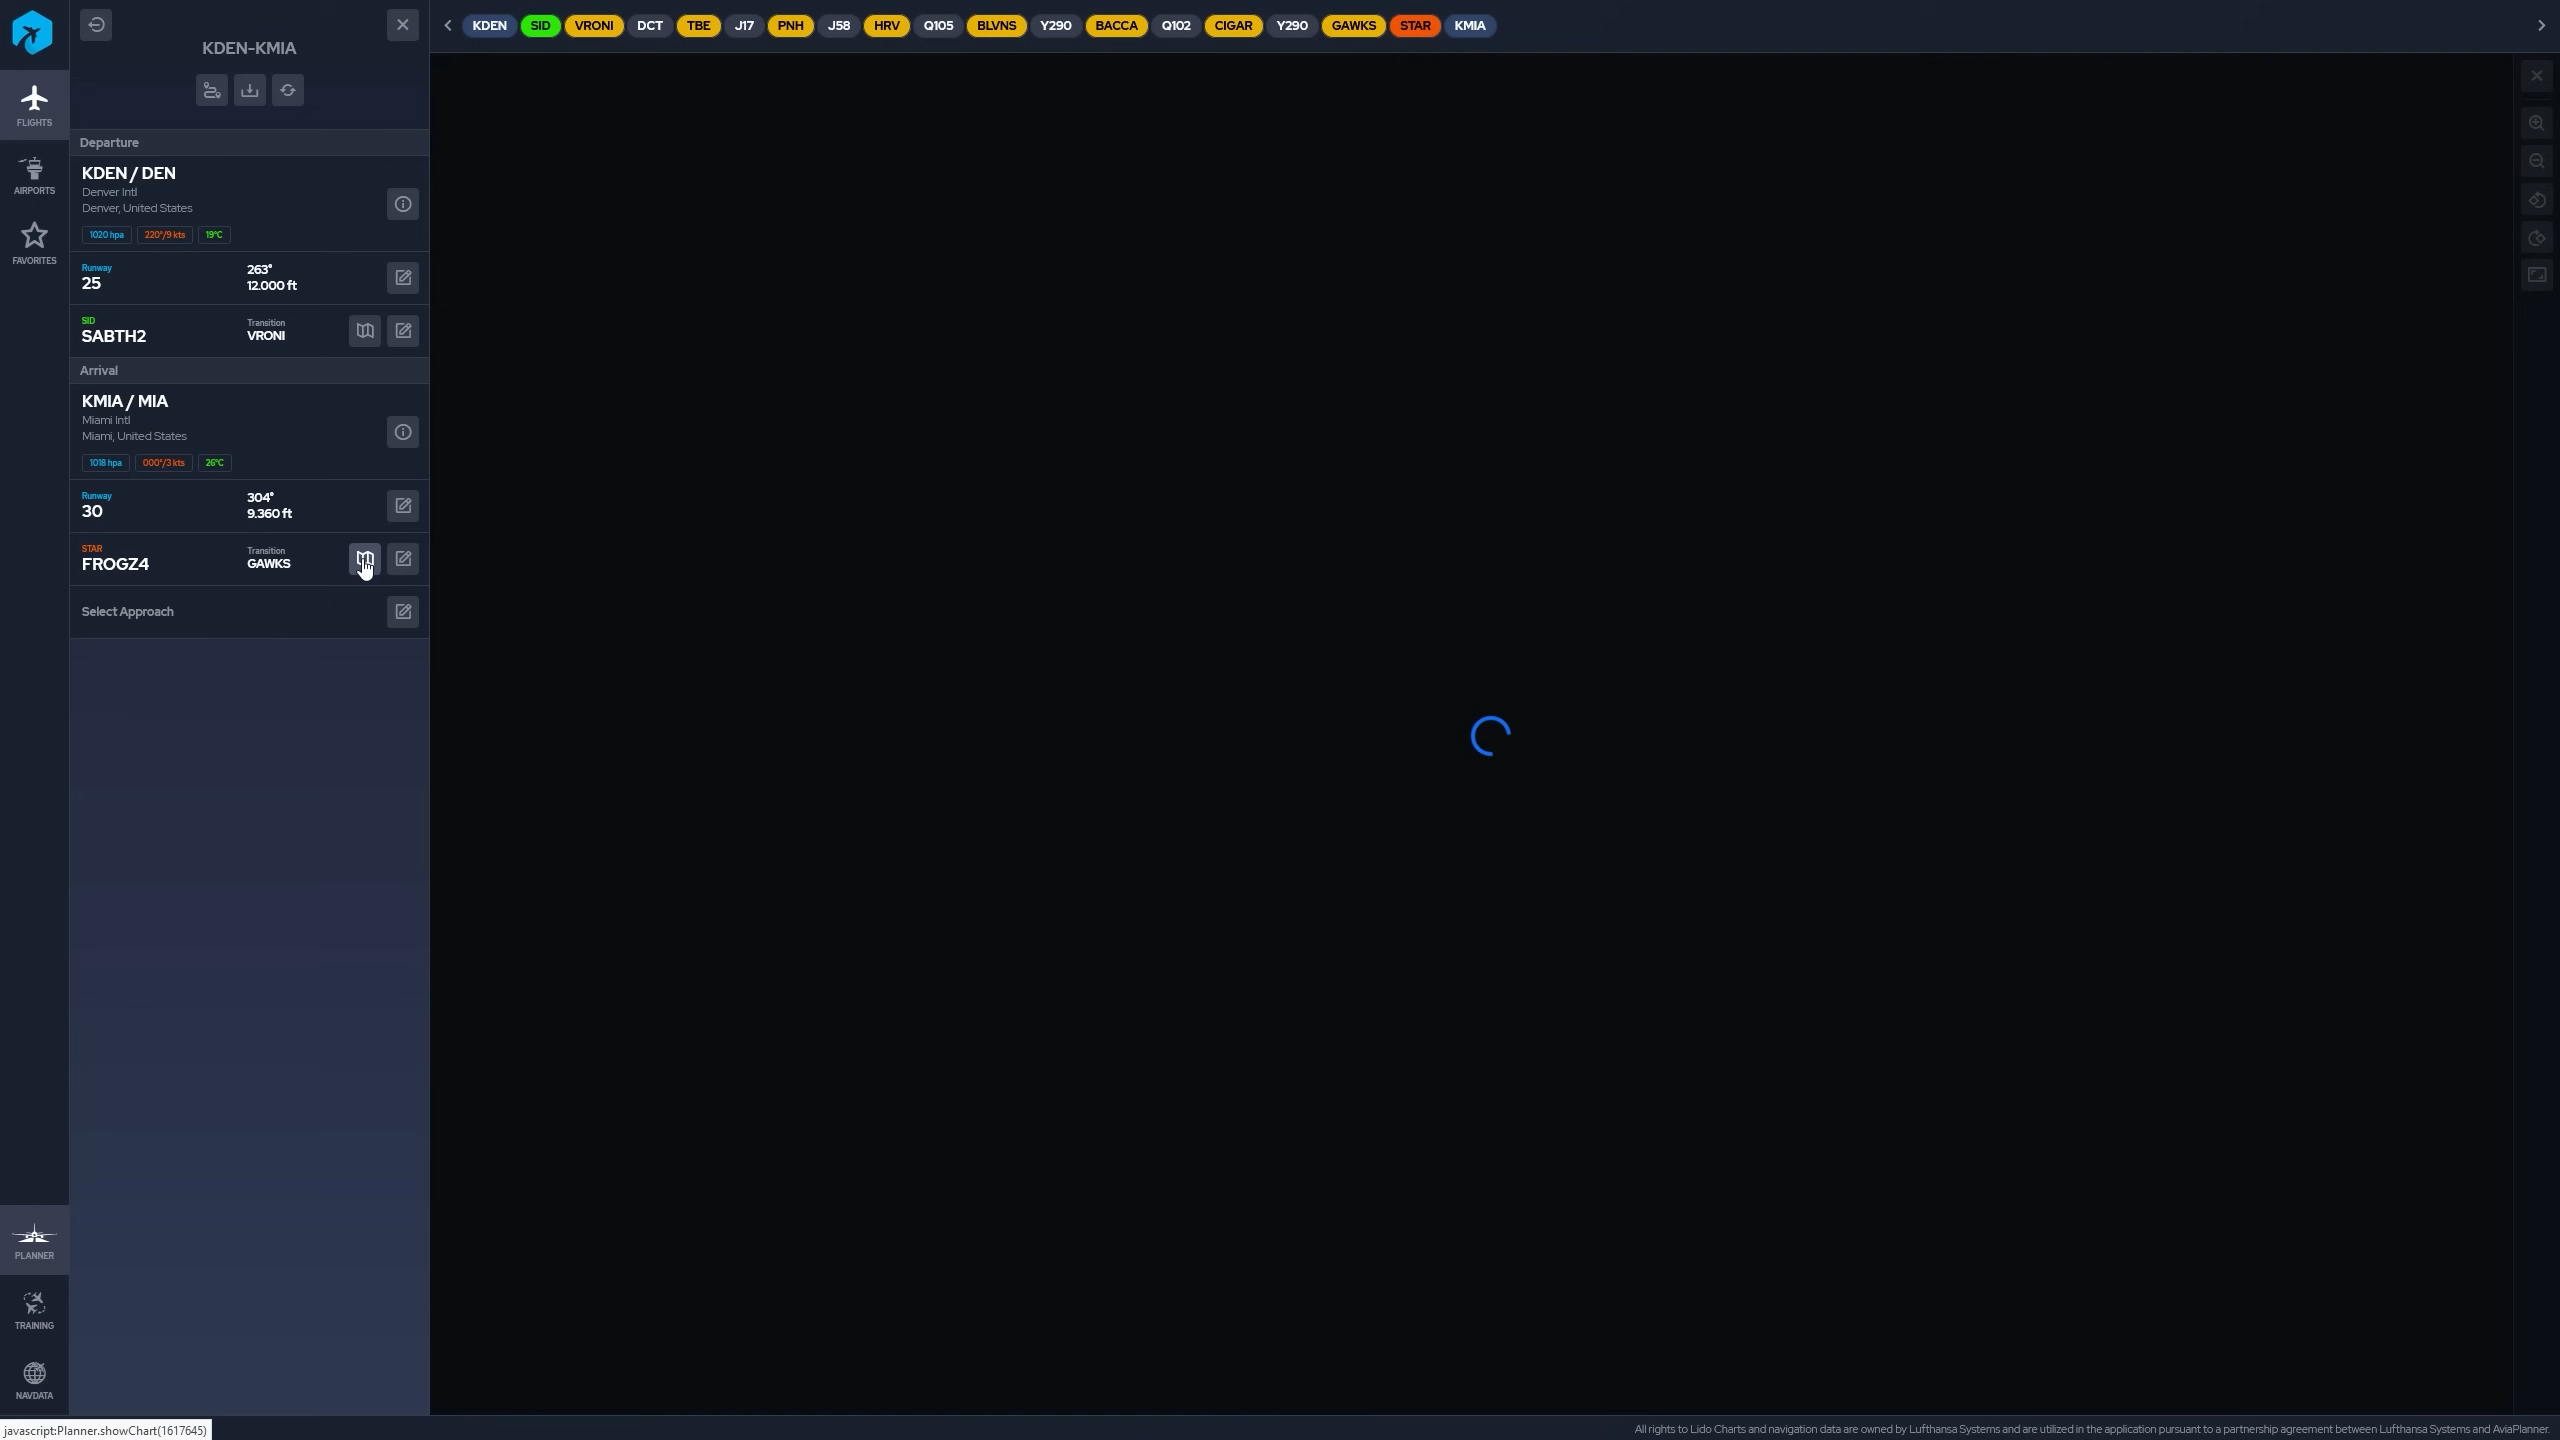 KDEN SID VRONI DCT TBE J17 PNH J58 HRV Q105 BLVNS Y290 BACCA Q102 CIGAR Y290 GAWKS STAR KMIA
KDEN-KMIA
FLIGHTS
AIRPORTS
FAVORITES
Departure
KDEN / DEN
Denver Intl
Denver, United States
1020 hpa 220°/9 kts 19°C
Runway
25
263°
12.000 ft
SID
SABTH2
Transition
VRONI
Arrival
KMIA / MIA
Miami Intl
Miami, United States
1018 hpa 000°/3 kts 26°C
Runway
30
304°
9.360 ft
STAR
FROGZ4
Transition
GAWKS
Select Approach
PLANNER
TRAINING
NAVDATA
javascript:Planner.showChart(1617645)
All rights to Lido Charts and navigation data are owned by Lufthansa Systems and are utilized in the application pursuant to a partnership agreement between Lufthansa Systems and AviaPlanner.